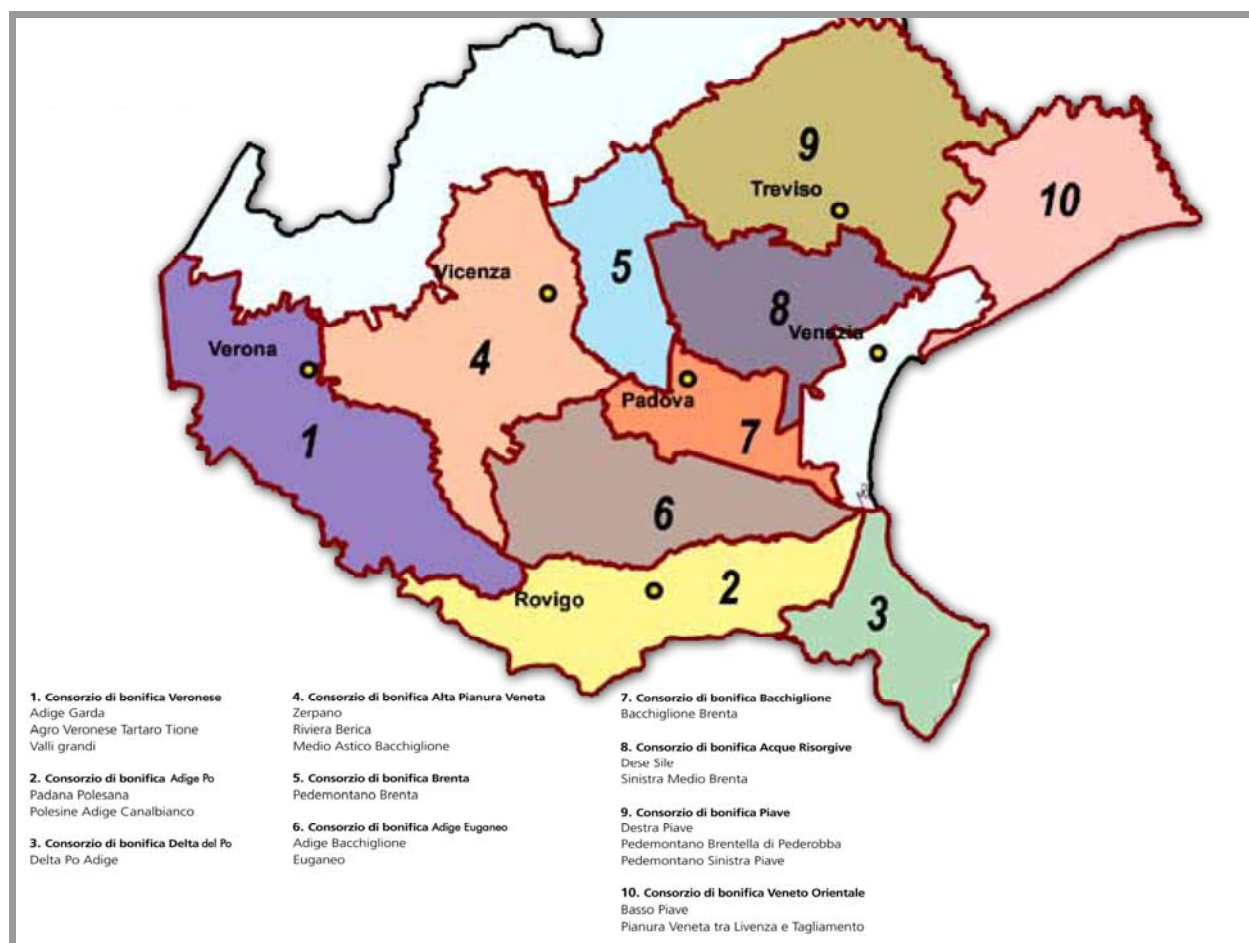 9
Treviso
10
5
Vicenza
8
Venezia
Verona
4
Padova
7
1
6
2
Rovigo
3
1. Consorzio di bonifica Veronese
Adige Garda
Agro Veronese Tartaro Tione
Valli grandi
2. Consorzio di bonifica Adige Po
Padana Polesana
Polesine Adige Canalbianco
3. Consorzio di bonifica Delta del Po
Delta Po Adige
4. Consorzio di bonifica Alta Pianura Veneta
Zerpano
Riviera Berica
Medio Astico Bacchiglione
5. Consorzio di bonifica Brenta
Pedemontano Brenta
6. Consorzio di bonifica Adige Euganeo
Adige Bacchiglione
Euganeo
7. Consorzio di bonifica Bacchiglione
Bacchiglione Brenta
8. Consorzio di bonifica Acque Risorgive
Dese Sile
Sinistra Medio Brenta
9. Consorzio di bonifica Piave
Destra Piave
Pedemontano Brentella di Pederobba
Pedemontano Sinistra Piave
10. Consorzio di bonifica Veneto Orientale
Basso Piave
Pianura Veneta tra Livenza e Tagliamento